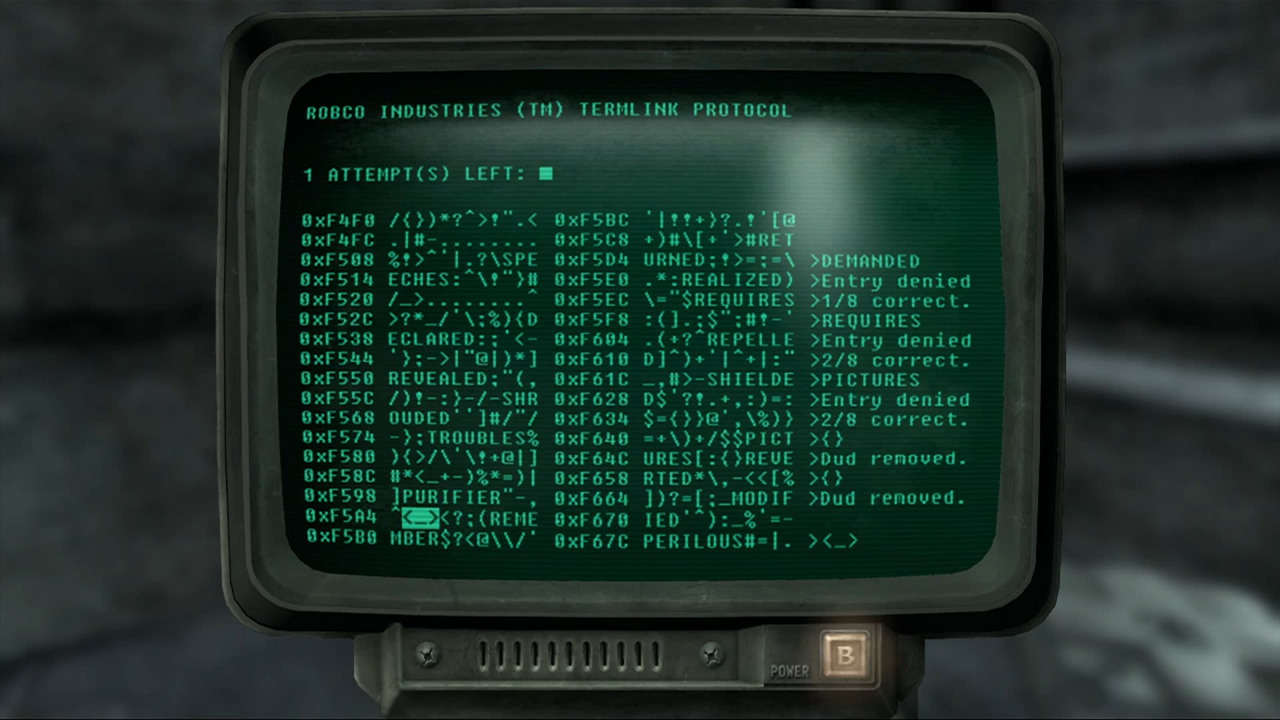 ROBCO INDUSTRIES (TM) TERMLINK PROTOCOL
1 ATTEMPT(S) LEFT: ■
0xF4F0 /{})*?^>!".< 0xF5BC '|!!+}?.!'[@
0xF4FC .|#-........ 0xF5C8 +)#\[+'>#RET
0xF508 %!>^'|.?\SPE 0xF5D4 URNED;!>=;=\ >DEMANDED
0xF514 ECHES:^\!"}# 0xF5E0 .*:REALIZED) >Entry denied
0xF520 /_>........^ 0xF5EC \="$REQUIRES >1/8 correct.
0xF52C >?*_/'\;%){D 0xF5F8 :(].:;$";#!-' >REQUIRES
0xF538 ECLARED:;'<- 0xF604 .(+?^REPELLE >Entry denied
0xF544 '};->|"@|)*] 0xF610 D]^)+'|^+|:" >2/8 correct.
0xF550 REVEALED;"(, 0xF61C _,#>-SHIELDE >PICTURES
0xF55C /)!-:}-/-SHR 0xF628 D$'?!.+,:)=: >Entry denied
0xF568 OUDED'']#/"/ 0xF634 $={}}@',\%)} >2/8 correct.
0xF574 -};TROUBLES% 0xF640 =+\)+/$$PICT >{}
0xF580 ){>/\'\!+@|] 0xF64C URES[:{}REVE >Dud removed.
0xF58C #*<_+-)%*=)| 0xF658 RTED*\,-<<[% >{}
0xF598 ]PURIFIER"-, 0xF664 ])?=[;_MODIF >Dud removed.
0xF5A4 ^<=><?;(REME 0xF670 IED'^):_%'=-
0xF5B0 MBER$?<@\\/' 0xF67C PERILOUS#=|. ><_>
POWER
B